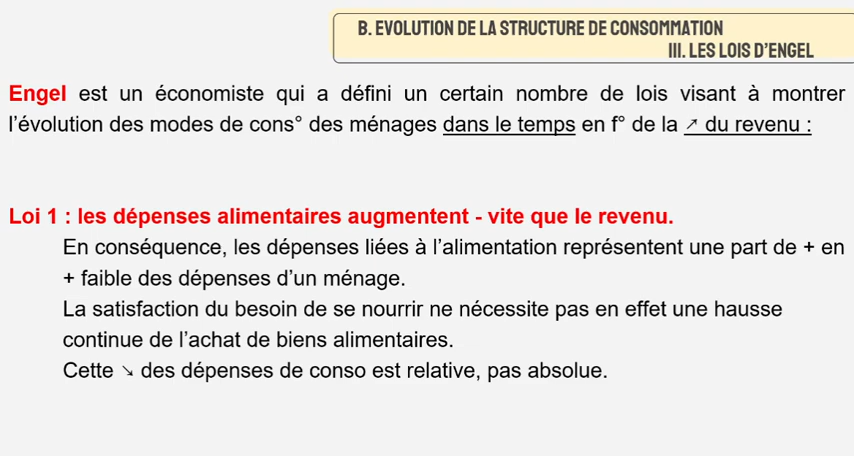 B. EVOLUTION DE LA STRUCTURE DE CONSOMMATION
III. LES LOIS D'ENGEL
Engel est un économiste qui a défini un certain nombre de lois visant à montrer
l'évolution des modes de cons° des ménages dans le temps en f° de la ↗ du revenu :
Loi 1 : les dépenses alimentaires augmentent - vite que le revenu.
En conséquence, les dépenses liées à l'alimentation représentent une part de + en
+ faible des dépenses d'un ménage.
La satisfaction du besoin de se nourrir ne nécessite pas en effet une hausse
continue de l'achat de biens alimentaires.
Cette ↘ des dépenses de conso est relative, pas absolue.